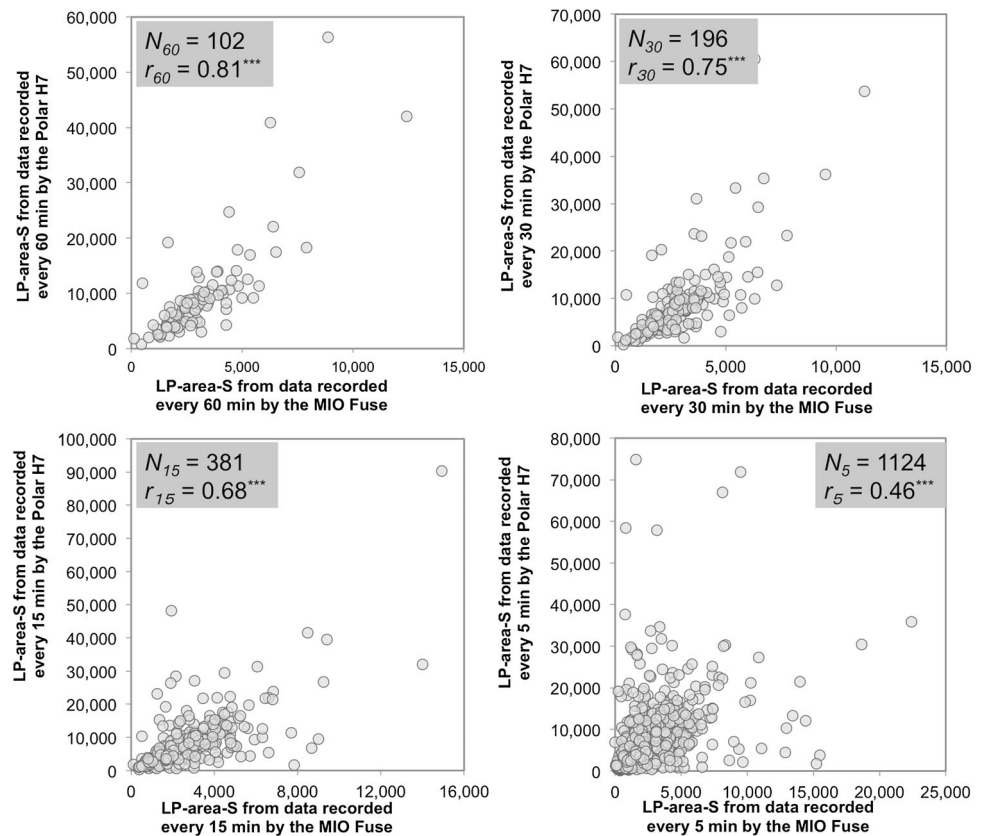 60,000
50,000
40,000
30,000
20,000
10,000
0
N60 = 102
r60 = 0.81***
LP-area-S from data recorded
every 60 min by the Polar H7
0 5,000 10,000 15,000
LP-area-S from data recorded
every 60 min by the MIO Fuse
70,000
60,000
50,000
40,000
30,000
20,000
10,000
0
N30 = 196
r30 = 0.75***
LP-area-S from data recorded
every 30 min by the Polar H7
0 5,000 10,000 15,000
LP-area-S from data recorded
every 30 min by the MIO Fuse
100,000
90,000
80,000
70,000
60,000
50,000
40,000
30,000
20,000
10,000
0
N15 = 381
r15 = 0.68***
LP-area-S from data recorded
every 15 min by the Polar H7
0 4,000 8,000 12,000 16,000
LP-area-S from data recorded
every 15 min by the MIO Fuse
80,000
70,000
60,000
50,000
40,000
30,000
20,000
10,000
0
N5 = 1124
r5 = 0.46***
LP-area-S from data recorded
every 5 min by the Polar H7
0 5,000 10,000 15,000 20,000 25,000
LP-area-S from data recorded
every 5 min by the MIO Fuse